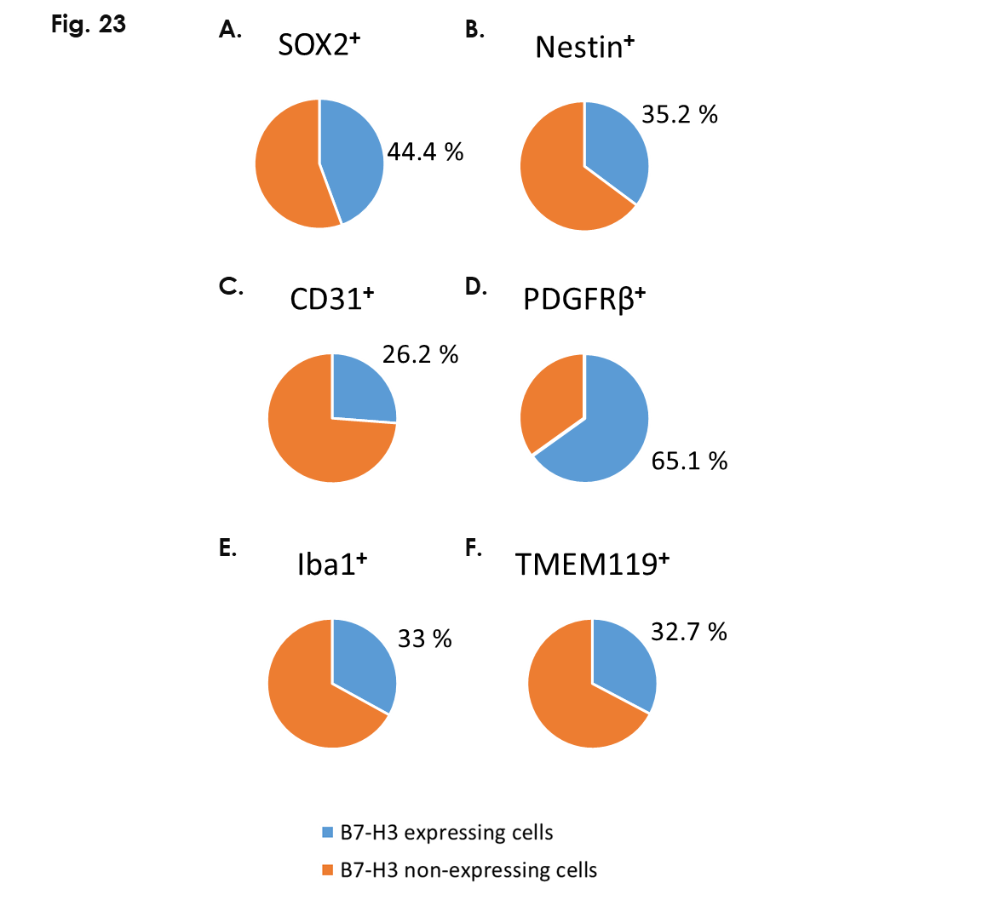 Fig. 23
A.
SOX2⁺
44.4 %
B.
Nestin⁺
35.2 %
C.
CD31⁺
26.2 %
D.
PDGFRβ⁺
65.1 %
E.
Iba1⁺
33 %
F.
TMEM119⁺
32.7 %
B7-H3 expressing cells
B7-H3 non-expressing cells